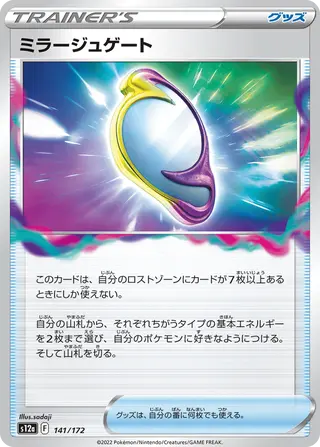 TRAINER'S グッズ
ミラージュゲート
このカードは、自分のロストゾーンにカードが7枚以上ある
ときにしか使えない。
自分の山札から、それぞれちがうタイプの基本エネルギー
を2枚まで選び、自分のポケモンに好きなようにつける。
そして山札を切る。
Illus.sadaji
s12a F 141/172
グッズは、自分の番に何枚でも使える。
©2022 Pokémon/Nintendo/Creatures/GAME FREAK.